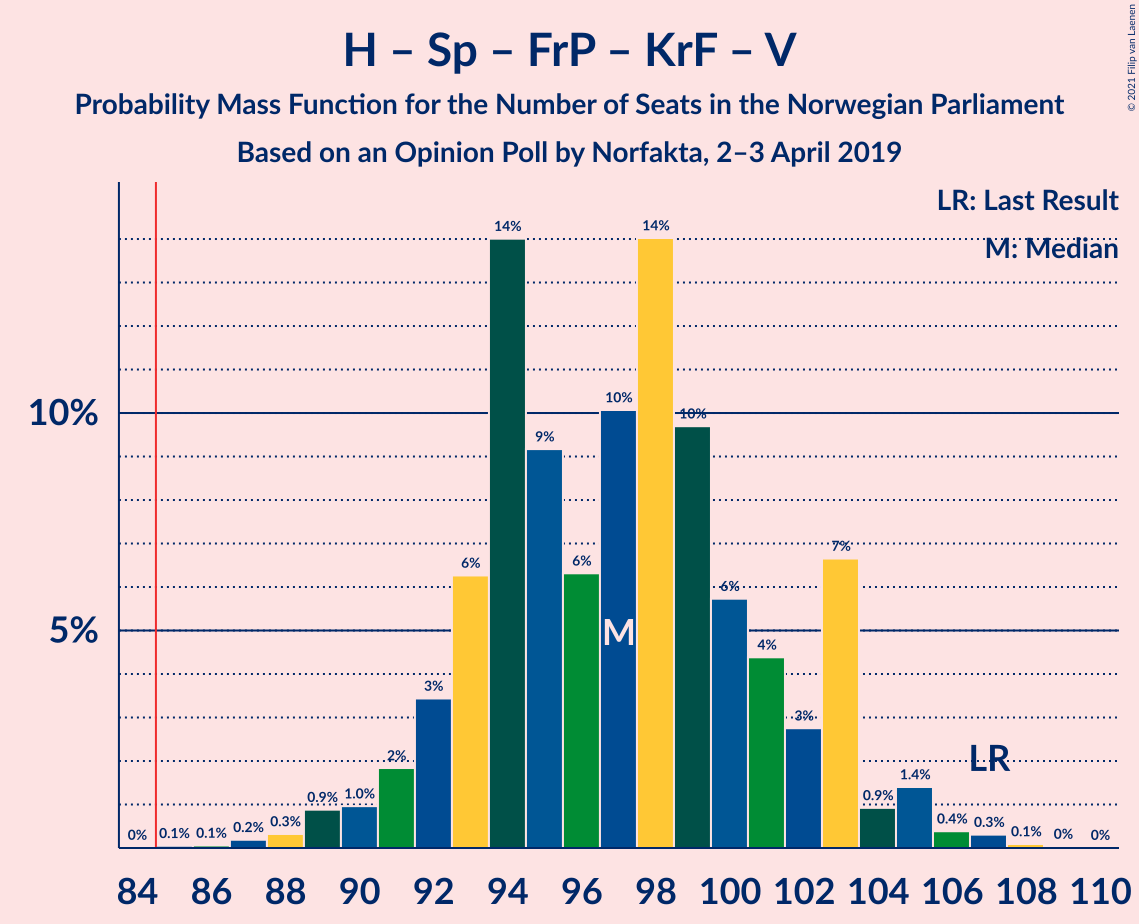 H – Sp – FrP – KrF – V
Probability Mass Function for the Number of Seats in the Norwegian Parliament
Based on an Opinion Poll by Norfakta, 2–3 April 2019
© 2021 Filip van Laenen
LR: Last Result
M: Median
10%
5%
0% 0.1% 0.1% 0.2% 0.3% 0.9% 1.0% 2% 3% 6% 14% 9% 6% 10% 14% 10% 6% 4% 3% 7% 0.9% 1.4% 0.4% 0.3% 0.1% 0% 0%
M
LR
84 86 88 90 92 94 96 98 100 102 104 106 108 110